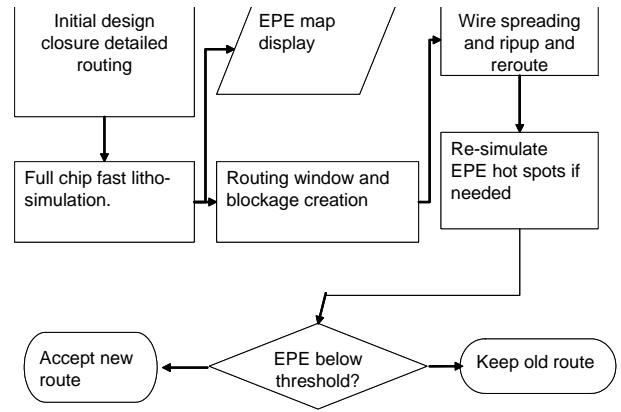 Initial design
closure detailed
routing
EPE map
display
Wire spreading
and ripup and
reroute
Full chip fast litho-
simulation.
Routing window and
blockage creation
Re-simulate
EPE hot spots if
needed
Accept new
route
EPE below
threshold?
Keep old route